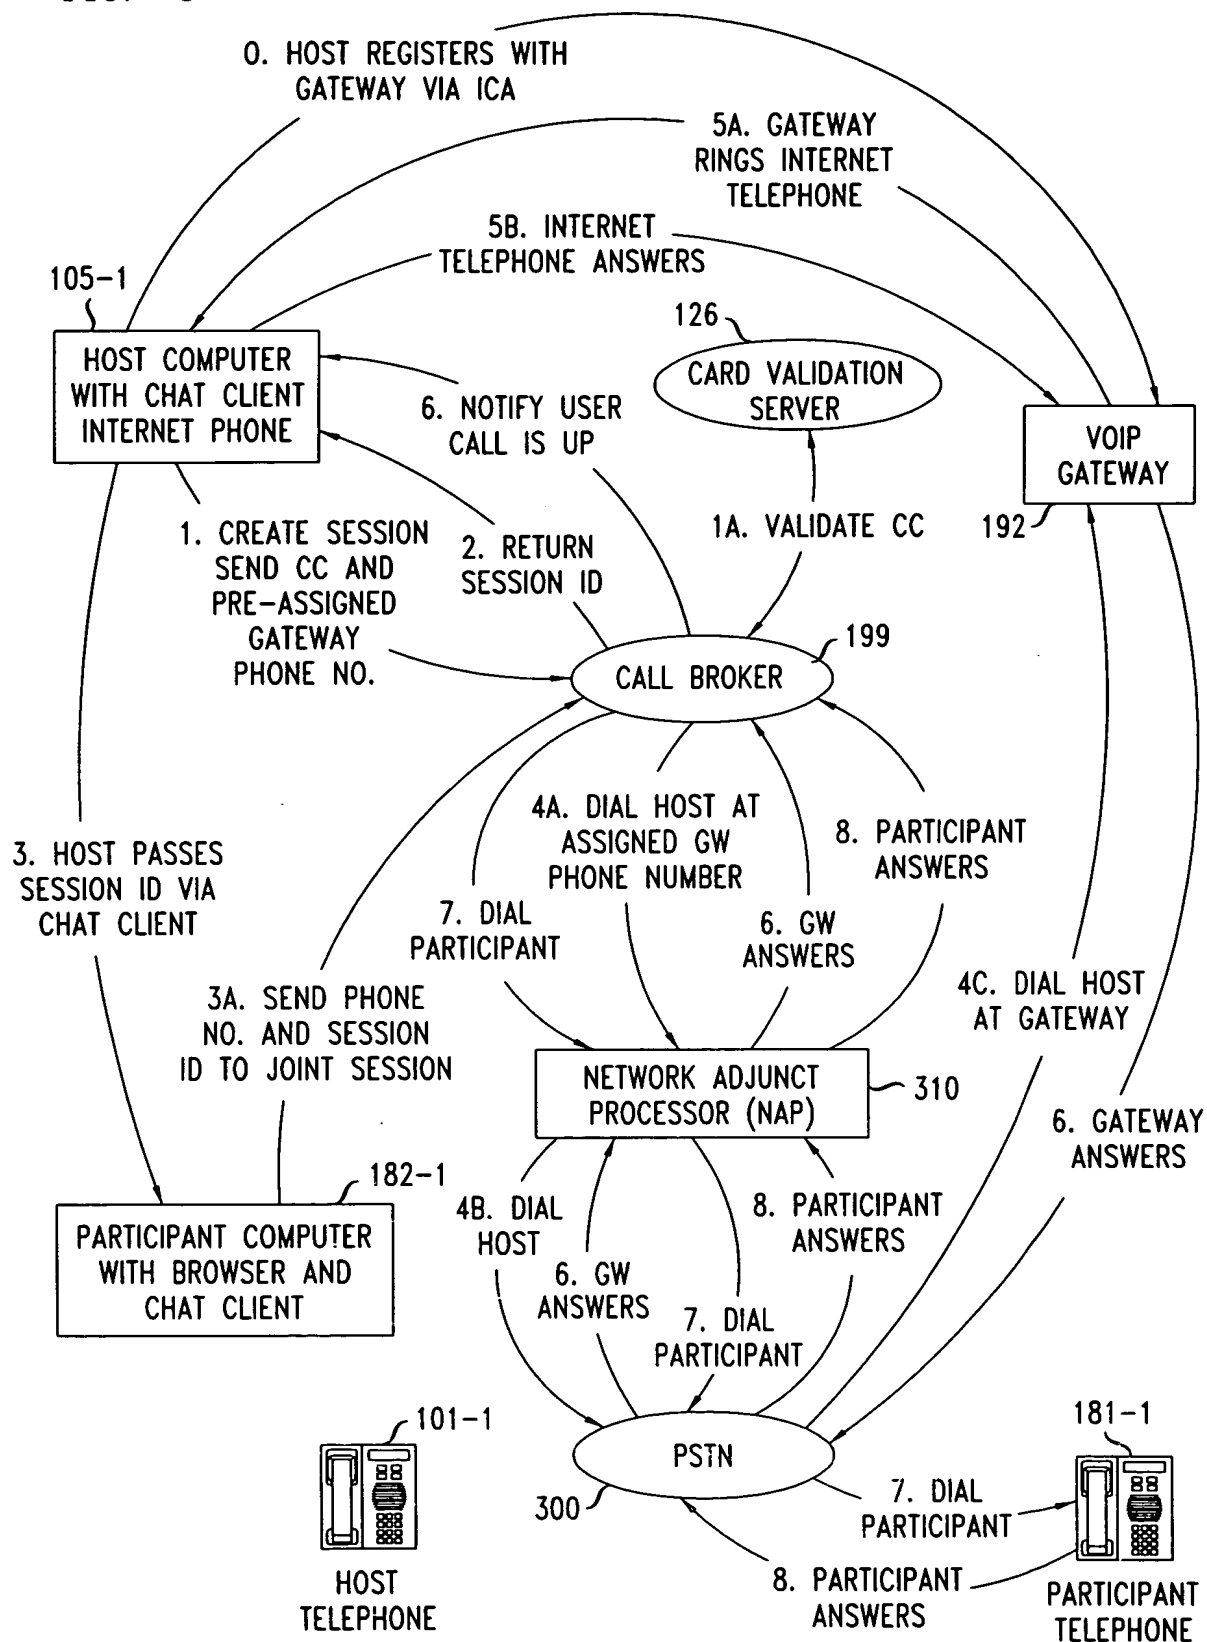 0. HOST REGISTERS WITH
GATEWAY VIA ICA
5A. GATEWAY
RINGS INTERNET
TELEPHONE
5B. INTERNET
TELEPHONE ANSWERS
105-1
HOST COMPUTER
WITH CHAT CLIENT
INTERNET PHONE
126
CARD VALIDATION
SERVER
6. NOTIFY USER
CALL IS UP
VOIP
GATEWAY
192
1. CREATE SESSION
SEND CC AND
PRE-ASSIGNED
GATEWAY
PHONE NO.
2. RETURN
SESSION ID
1A. VALIDATE CC
199
CALL BROKER
3. HOST PASSES
SESSION ID VIA
CHAT CLIENT
4A. DIAL HOST AT
ASSIGNED GW
PHONE NUMBER
8. PARTICIPANT
ANSWERS
7. DIAL
PARTICIPANT
6. GW
ANSWERS
3A. SEND PHONE
NO. AND SESSION
ID TO JOINT SESSION
4C. DIAL HOST
AT GATEWAY
NETWORK ADJUNCT
PROCESSOR (NAP)
310
6. GATEWAY
ANSWERS
182-1
PARTICIPANT COMPUTER
WITH BROWSER AND
CHAT CLIENT
4B. DIAL
HOST
6. GW
ANSWERS
8. PARTICIPANT
ANSWERS
7. DIAL
PARTICIPANT
101-1
HOST
TELEPHONE
PSTN
300
181-1
7. DIAL
PARTICIPANT
8. PARTICIPANT
ANSWERS
PARTICIPANT
TELEPHONE